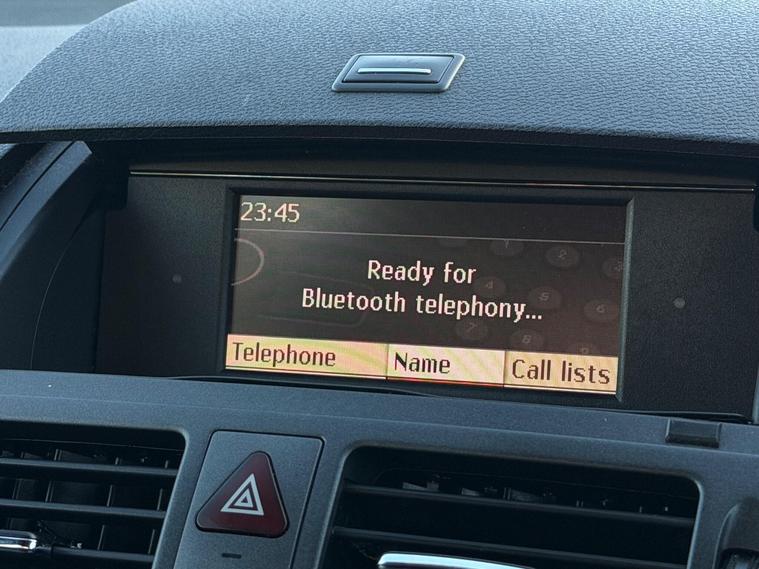 23:45
Ready for
Bluetooth telephony...
Telephone Name Call lists